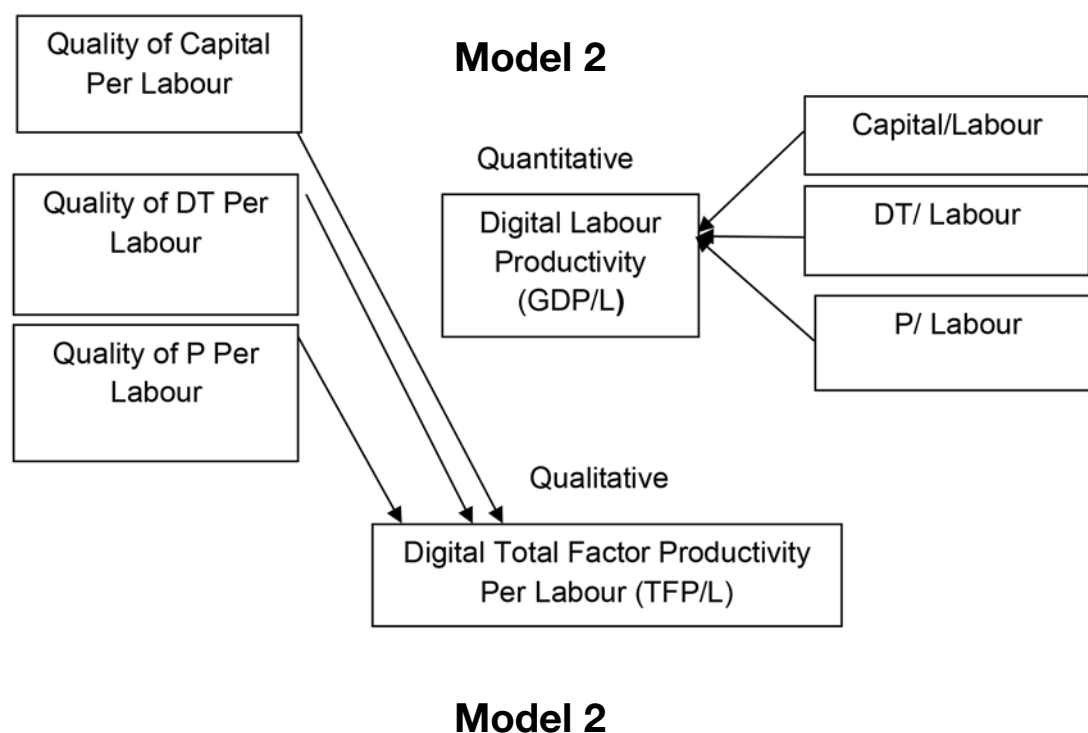 Model 2
Quality of Capital
Per Labour
Quality of DT Per
Labour
Quality of P Per
Labour
Quantitative
Digital Labour
Productivity
(GDP/L)
Capital/Labour
DT/ Labour
P/ Labour
Qualitative
Digital Total Factor Productivity
Per Labour (TFP/L)
Model 2